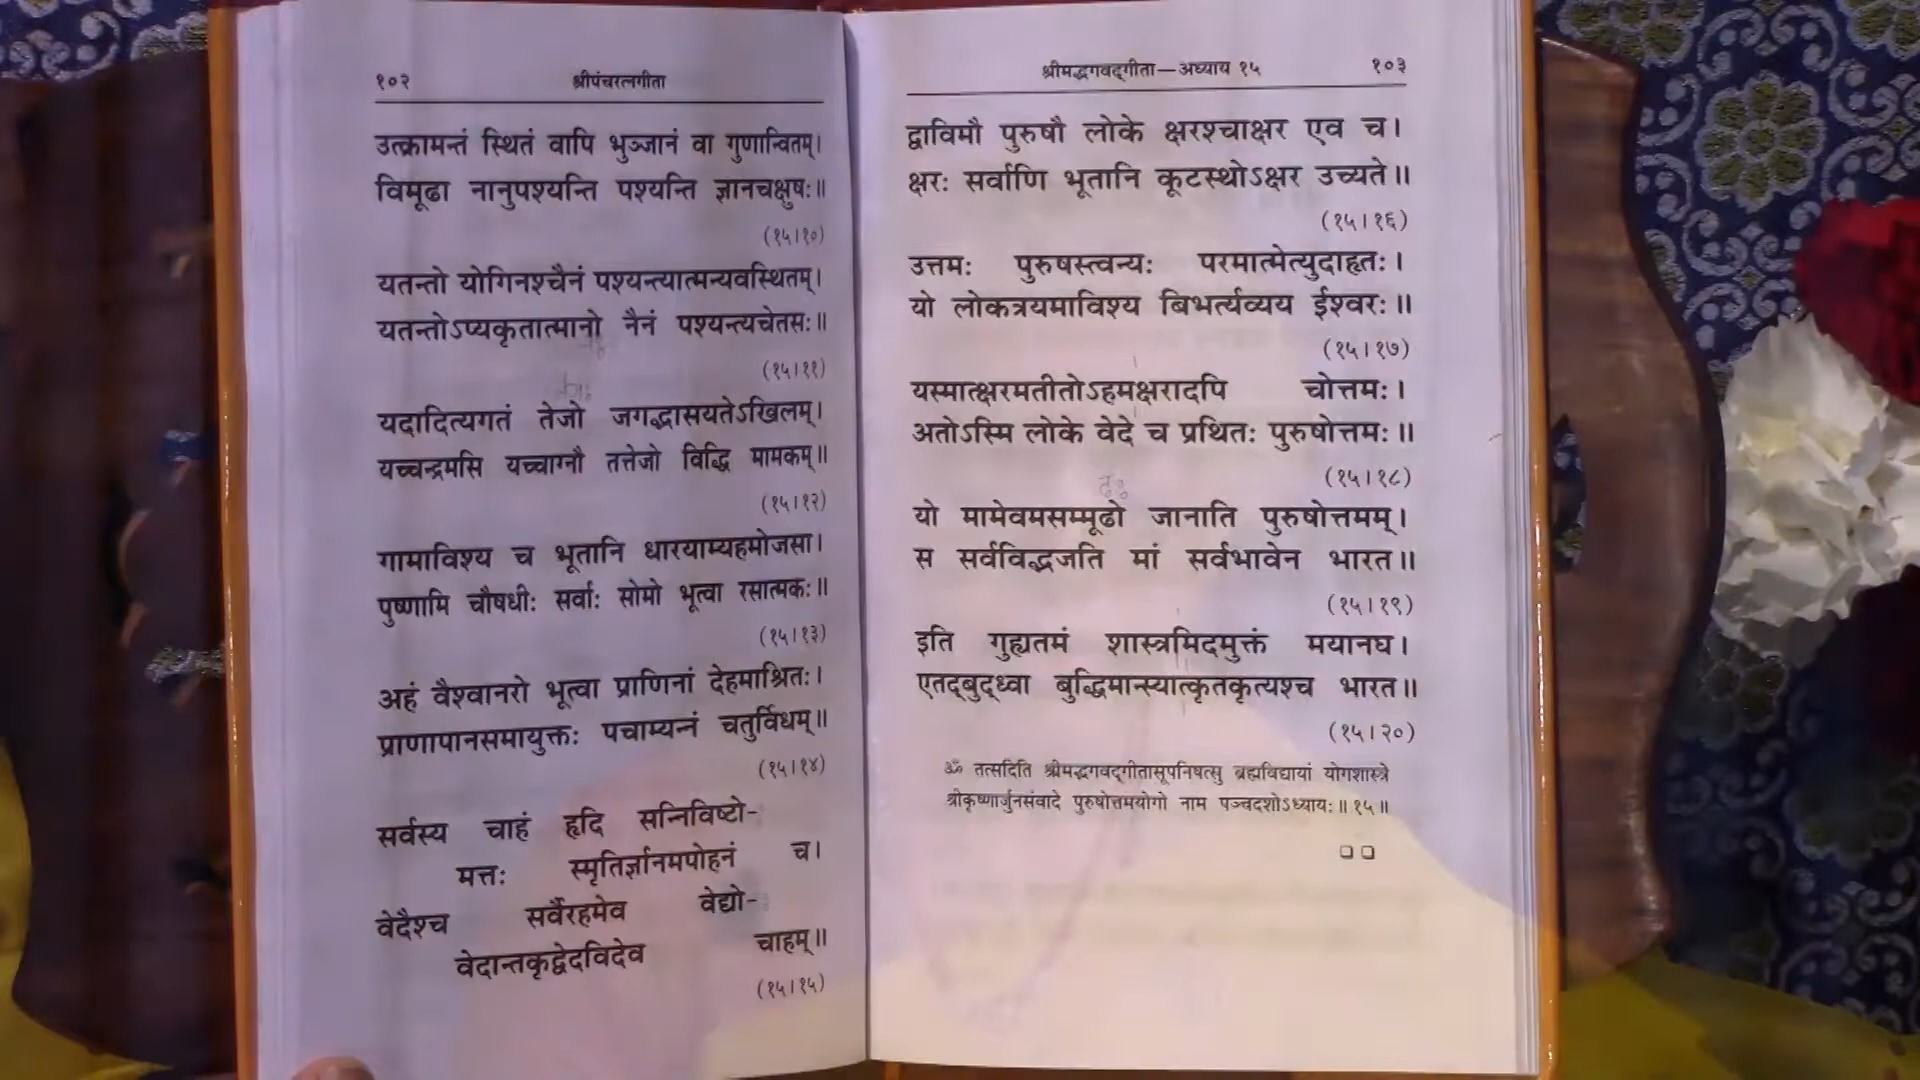 १०२
श्रीपंचरत्नगीता
उत्क्रामन्तं स्थितं वापि भुञ्जानं वा गुणान्वितम्।
विमूढा नानुपश्यन्ति पश्यन्ति ज्ञानचक्षुषः॥
(१५।१०)
यतन्तो योगिनश्चैनं पश्यन्त्यात्मन्यवस्थितम्।
यतन्तोऽप्यकृतात्मानो नैनं पश्यन्त्यचेतसः॥
(१५।११)
यदादित्यगतं तेजो जगद्भासयतेऽखिलम्।
यच्चन्द्रमसि यच्चाग्नौ तत्तेजो विद्धि मामकम्॥
(१५।१२)
गामाविश्य च भूतानि धारयाम्यहमोजसा।
पुष्णामि चौषधीः सर्वाः सोमो भूत्वा रसात्मकः॥
(१५।१३)
अहं वैश्वानरो भूत्वा प्राणिनां देहमाश्रितः।
प्राणापानसमायुक्तः पचाम्यन्नं चतुर्विधम्॥
(१५।१४)
सर्वस्य चाहं हृदि सन्निविष्टो-
मत्तः स्मृतिर्ज्ञानमपोहनं च।
वेदैश्च सर्वैरहमेव वेद्यो-
वेदान्तकृद्वेदविदेव चाहम्॥
(१५।१५)
श्रीमद्भगवद्‌गीता—अध्याय १५
१०३
द्वाविमौ पुरुषौ लोके क्षरश्चाक्षर एव च।
क्षरः सर्वाणि भूतानि कूटस्थोऽक्षर उच्यते॥
(१५।१६)
उत्तमः पुरुषस्त्वन्यः परमात्मेत्युदाहृतः।
यो लोकत्रयमाविश्य बिभर्त्यव्यय ईश्वरः॥
(१५।१७)
यस्मात्क्षरमतीतोऽहमक्षरादपि चोत्तमः।
अतोऽस्मि लोके वेदे च प्रथितः पुरुषोत्तमः॥
(१५।१८)
यो मामेवमसम्मूढो जानाति पुरुषोत्तमम्।
स सर्वविद्भजति मां सर्वभावेन भारत॥
(१५।१९)
इति गुह्यतमं शास्त्रमिदमुक्तं मयानघ।
एतद्‌बुद्‌ध्वा बुद्धिमान्स्यात्कृतकृत्यश्च भारत॥
(१५।२०)
ॐ तत्सदिति श्रीमद्भगवद्‌गीतासूपनिषत्सु ब्रह्मविद्यायां योगशास्त्रे
श्रीकृष्णार्जुनसंवादे पुरुषोत्तमयोगो नाम पञ्चदशोऽध्यायः॥१५॥